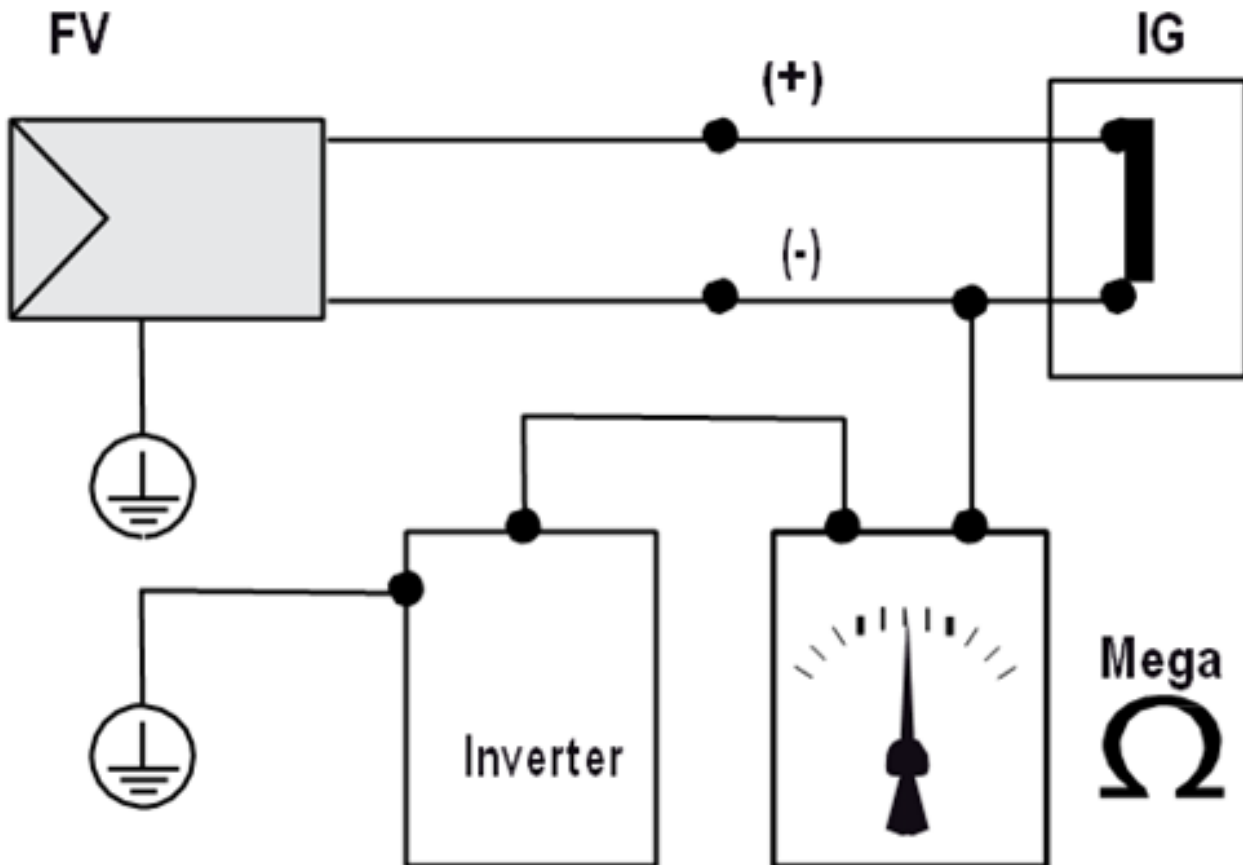 FV
IG
(+)
(-)
Inverter
Mega
Ω